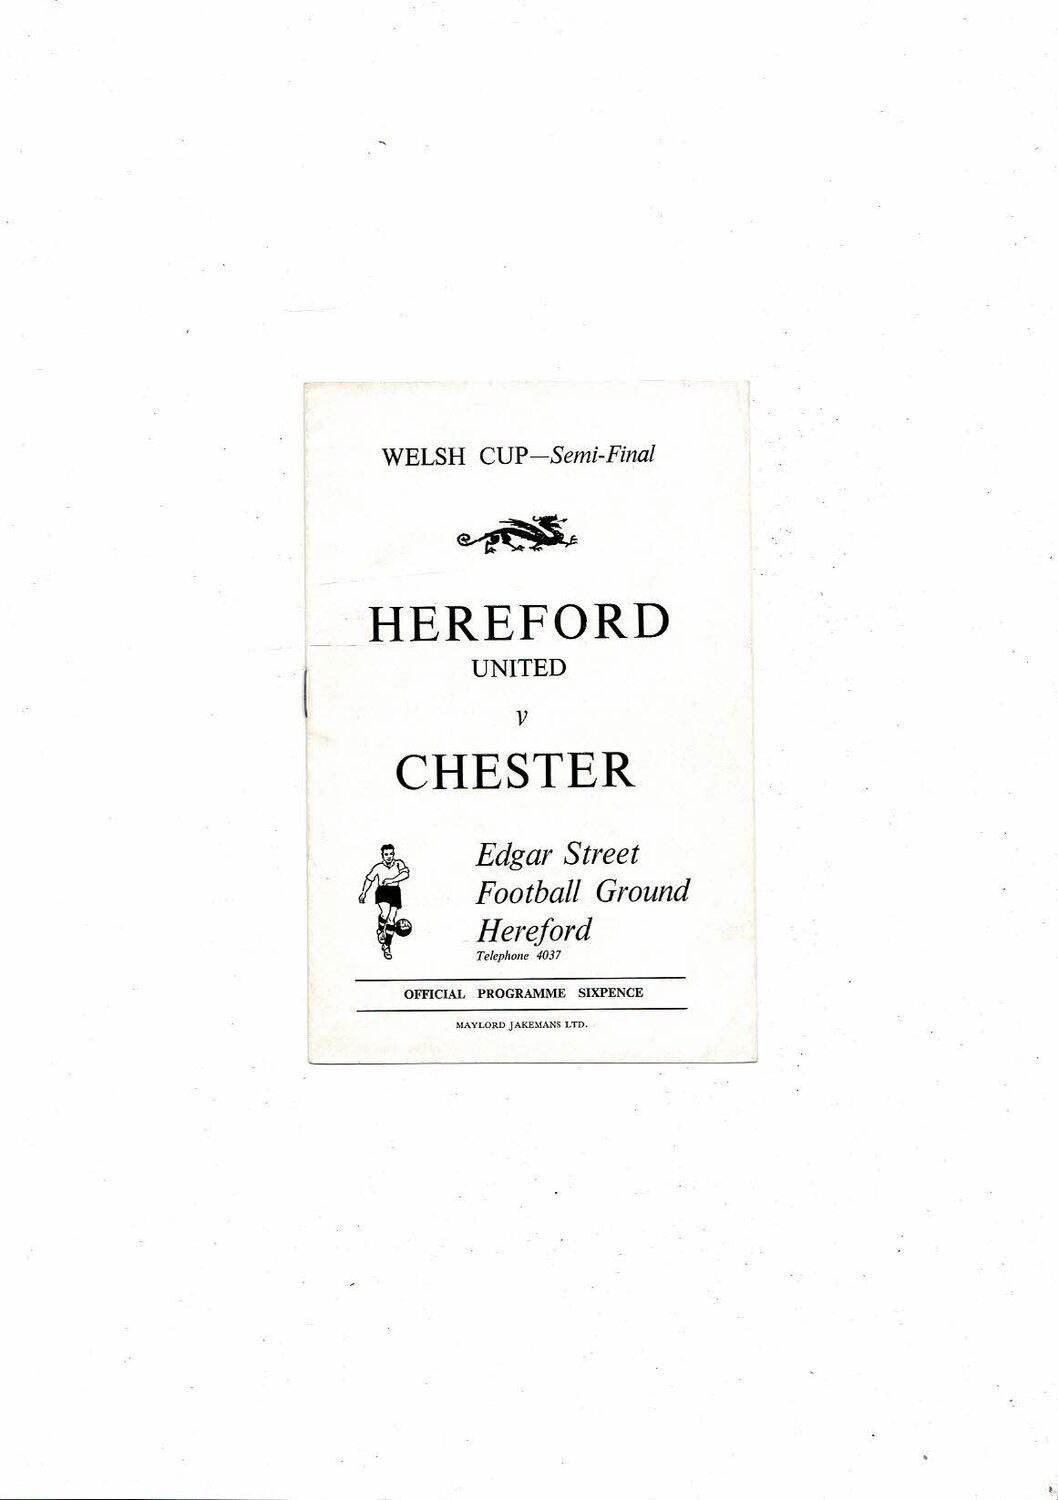 WELSH CUP—Semi-Final
HEREFORD
UNITED
v
CHESTER
Edgar Street
Football Ground
Hereford
Telephone 4037
OFFICIAL PROGRAMME SIXPENCE
MAYLORD JAKEMANS LTD.